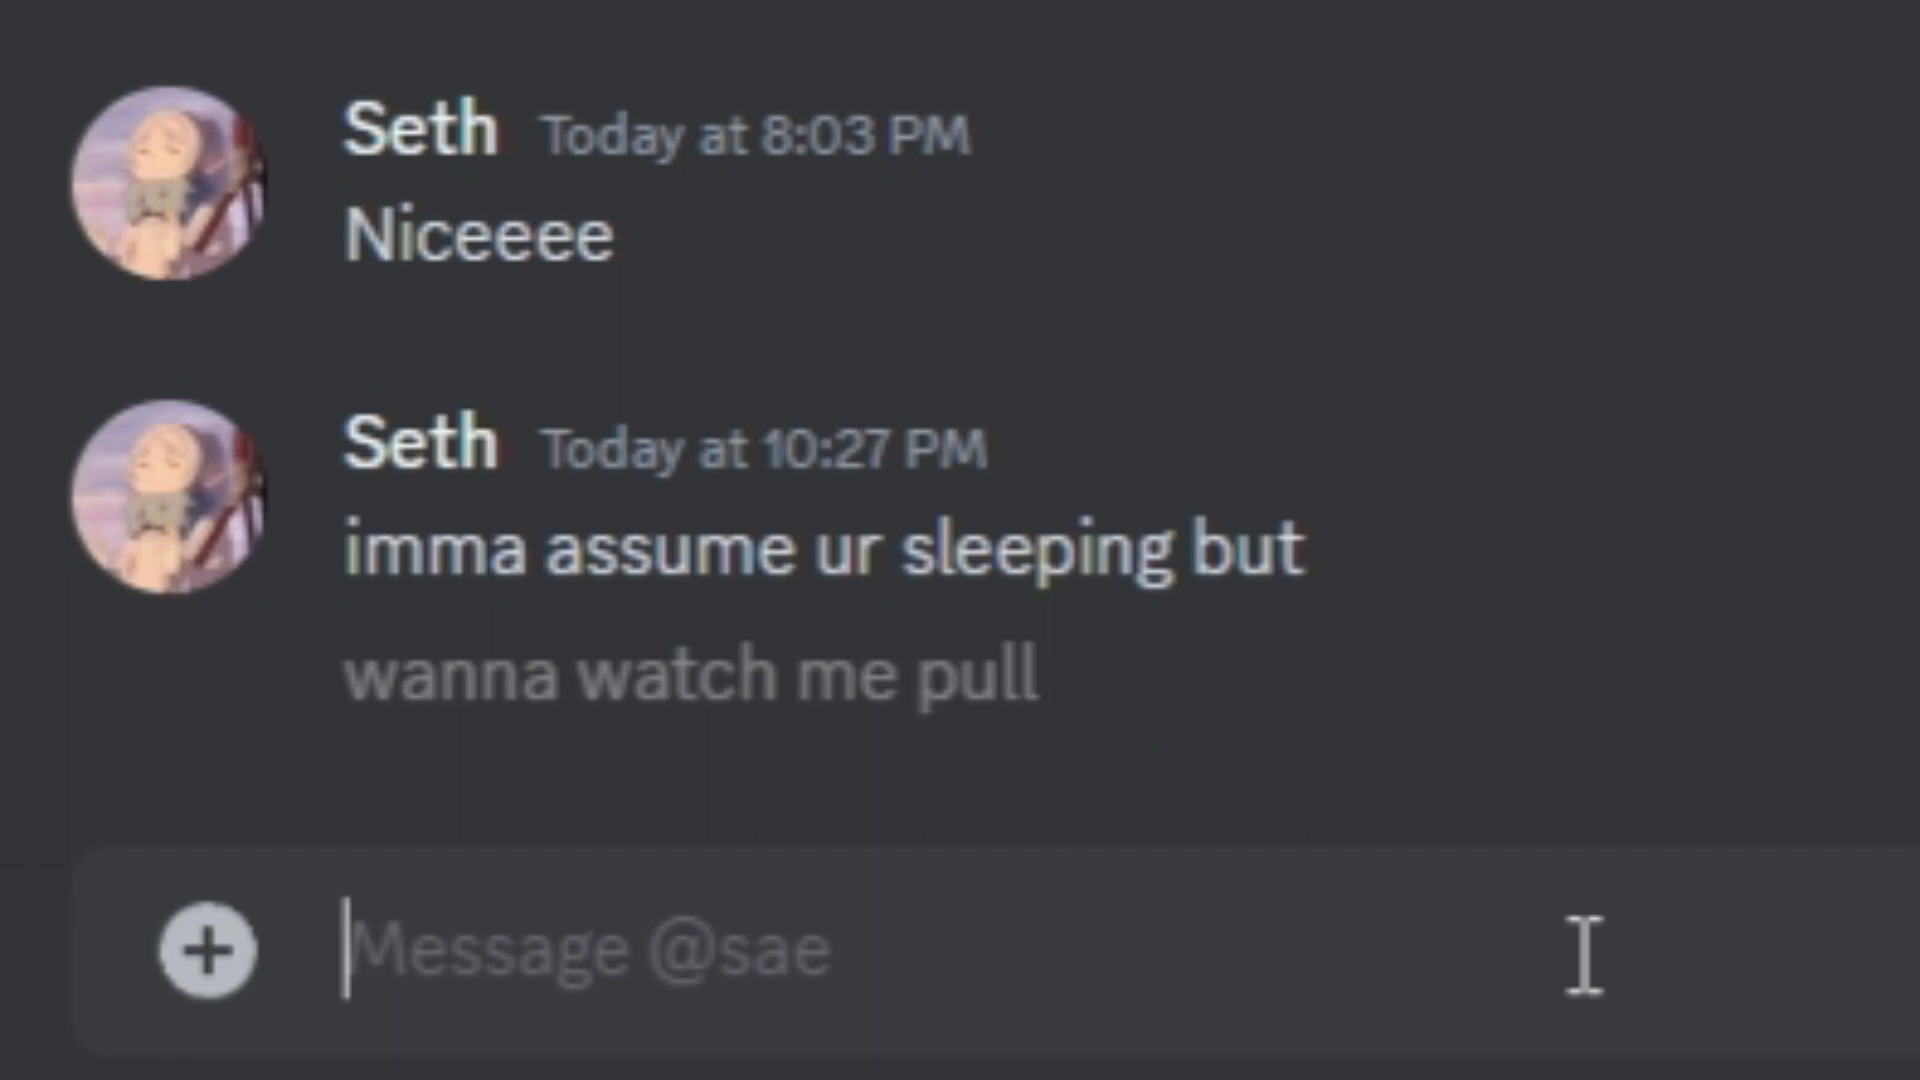 Seth Today at 8:03 PM
Niceeee
Seth Today at 10:27 PM
imma assume ur sleeping but
wanna watch me pull
Message @sae